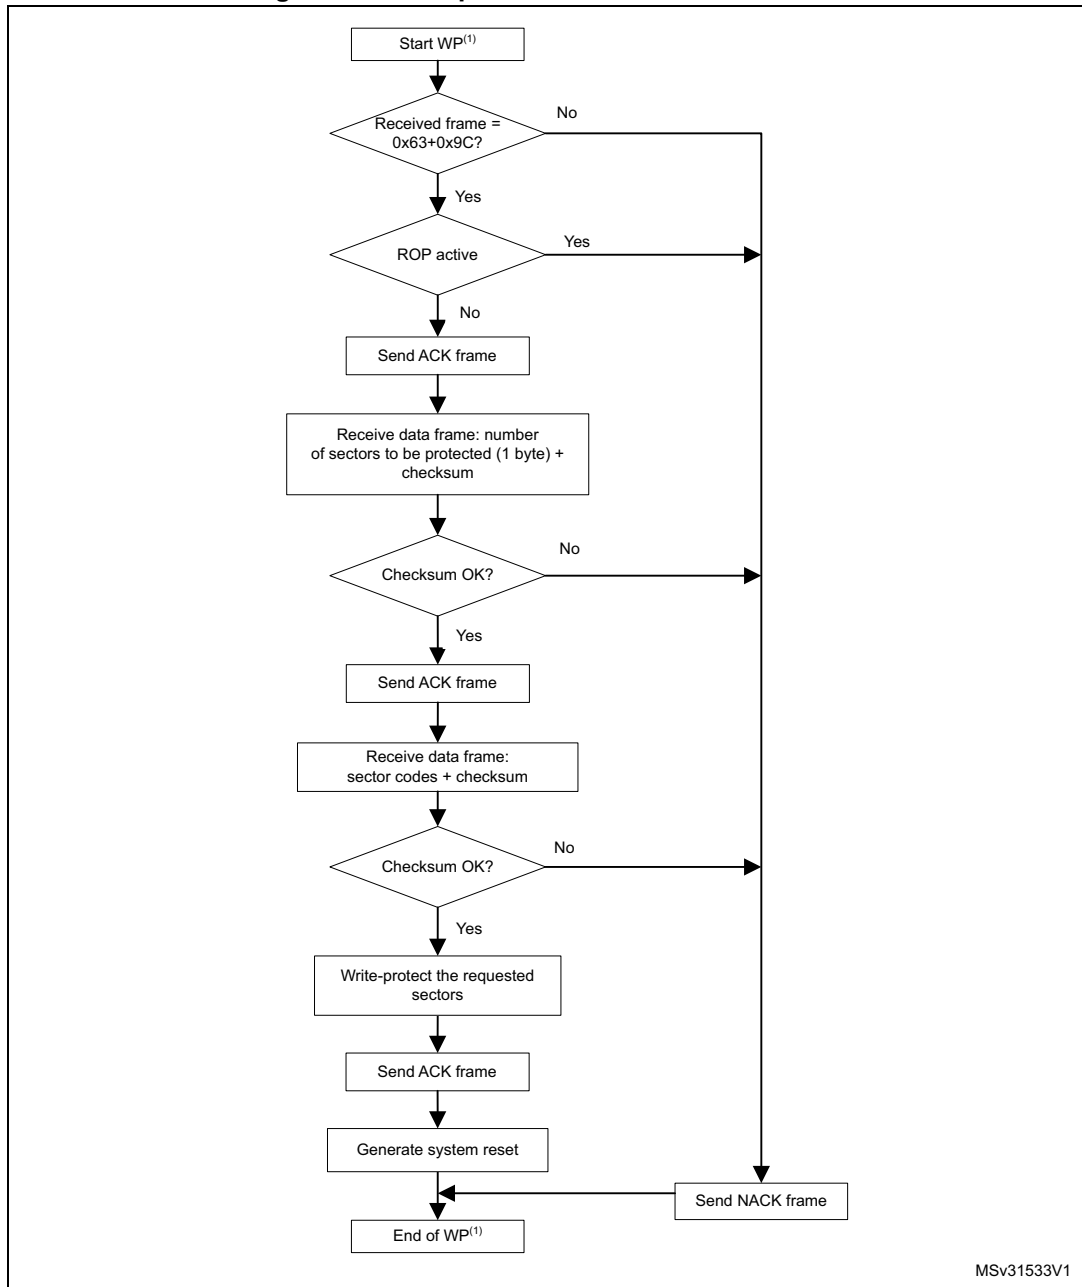 Start WP(1)
Received frame =
0x63+0x9C?
No
Yes
ROP active
Yes
No
Send ACK frame
Receive data frame: number
of sectors to be protected (1 byte) +
checksum
Checksum OK?
No
Yes
Send ACK frame
Receive data frame:
sector codes + checksum
Checksum OK?
No
Yes
Write-protect the requested
sectors
Send ACK frame
Generate system reset
Send NACK frame
End of WP(1)
MSv31533V1